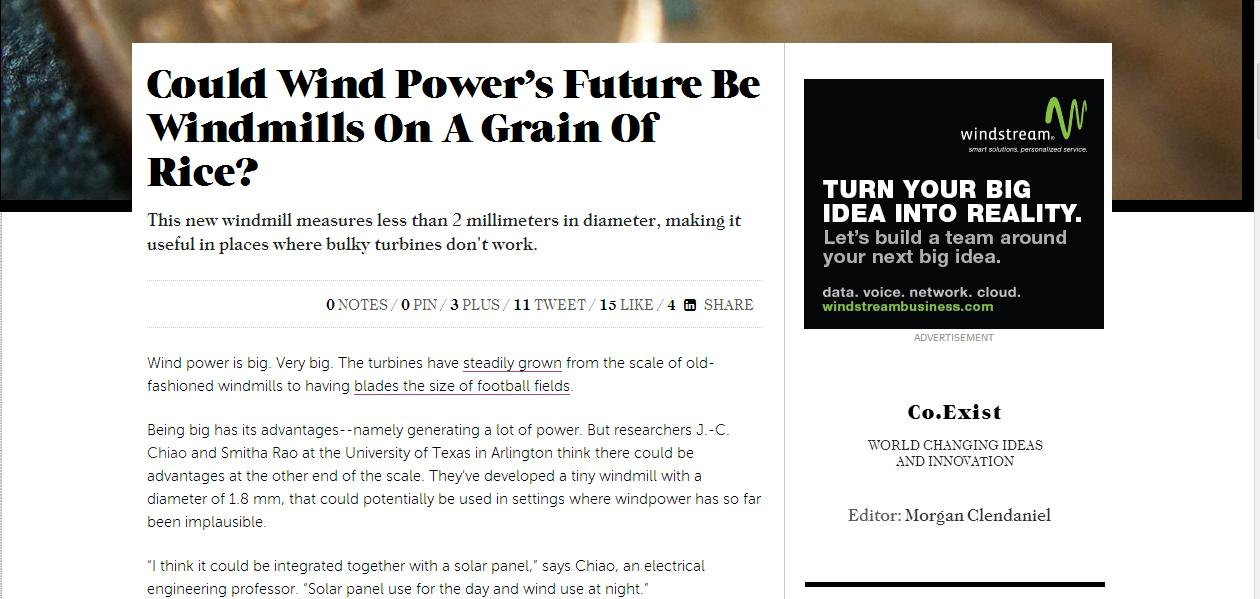 Could Wind Power's Future Be
Windmills On A Grain Of
Rice?
This new windmill measures less than 2 millimeters in diameter, making it
useful in places where bulky turbines don't work.
0 NOTES / 0 PIN / 3 PLUS / 11 TWEET / 15 LIKE / 4 in SHARE
Wind power is big. Very big. The turbines have steadily grown from the scale of old-
fashioned windmills to having blades the size of football fields.
Being big has its advantages--namely generating a lot of power. But researchers J.-C.
Chiao and Smitha Rao at the University of Texas in Arlington think there could be
advantages at the other end of the scale. They've developed a tiny windmill with a
diameter of 1.8 mm, that could potentially be used in settings where windpower has so far
been implausible.
"I think it could be integrated together with a solar panel," says Chiao, an electrical
engineering professor. "Solar panel use for the day and wind use at night."
windstream.
smart solutions. personalized service.
TURN YOUR BIG
IDEA INTO REALITY.
Let's build a team around
your next big idea.
data. voice. network. cloud.
windstreambusiness.com
ADVERTISEMENT
Co.Exist
WORLD CHANGING IDEAS
AND INNOVATION
Editor: Morgan Clendaniel